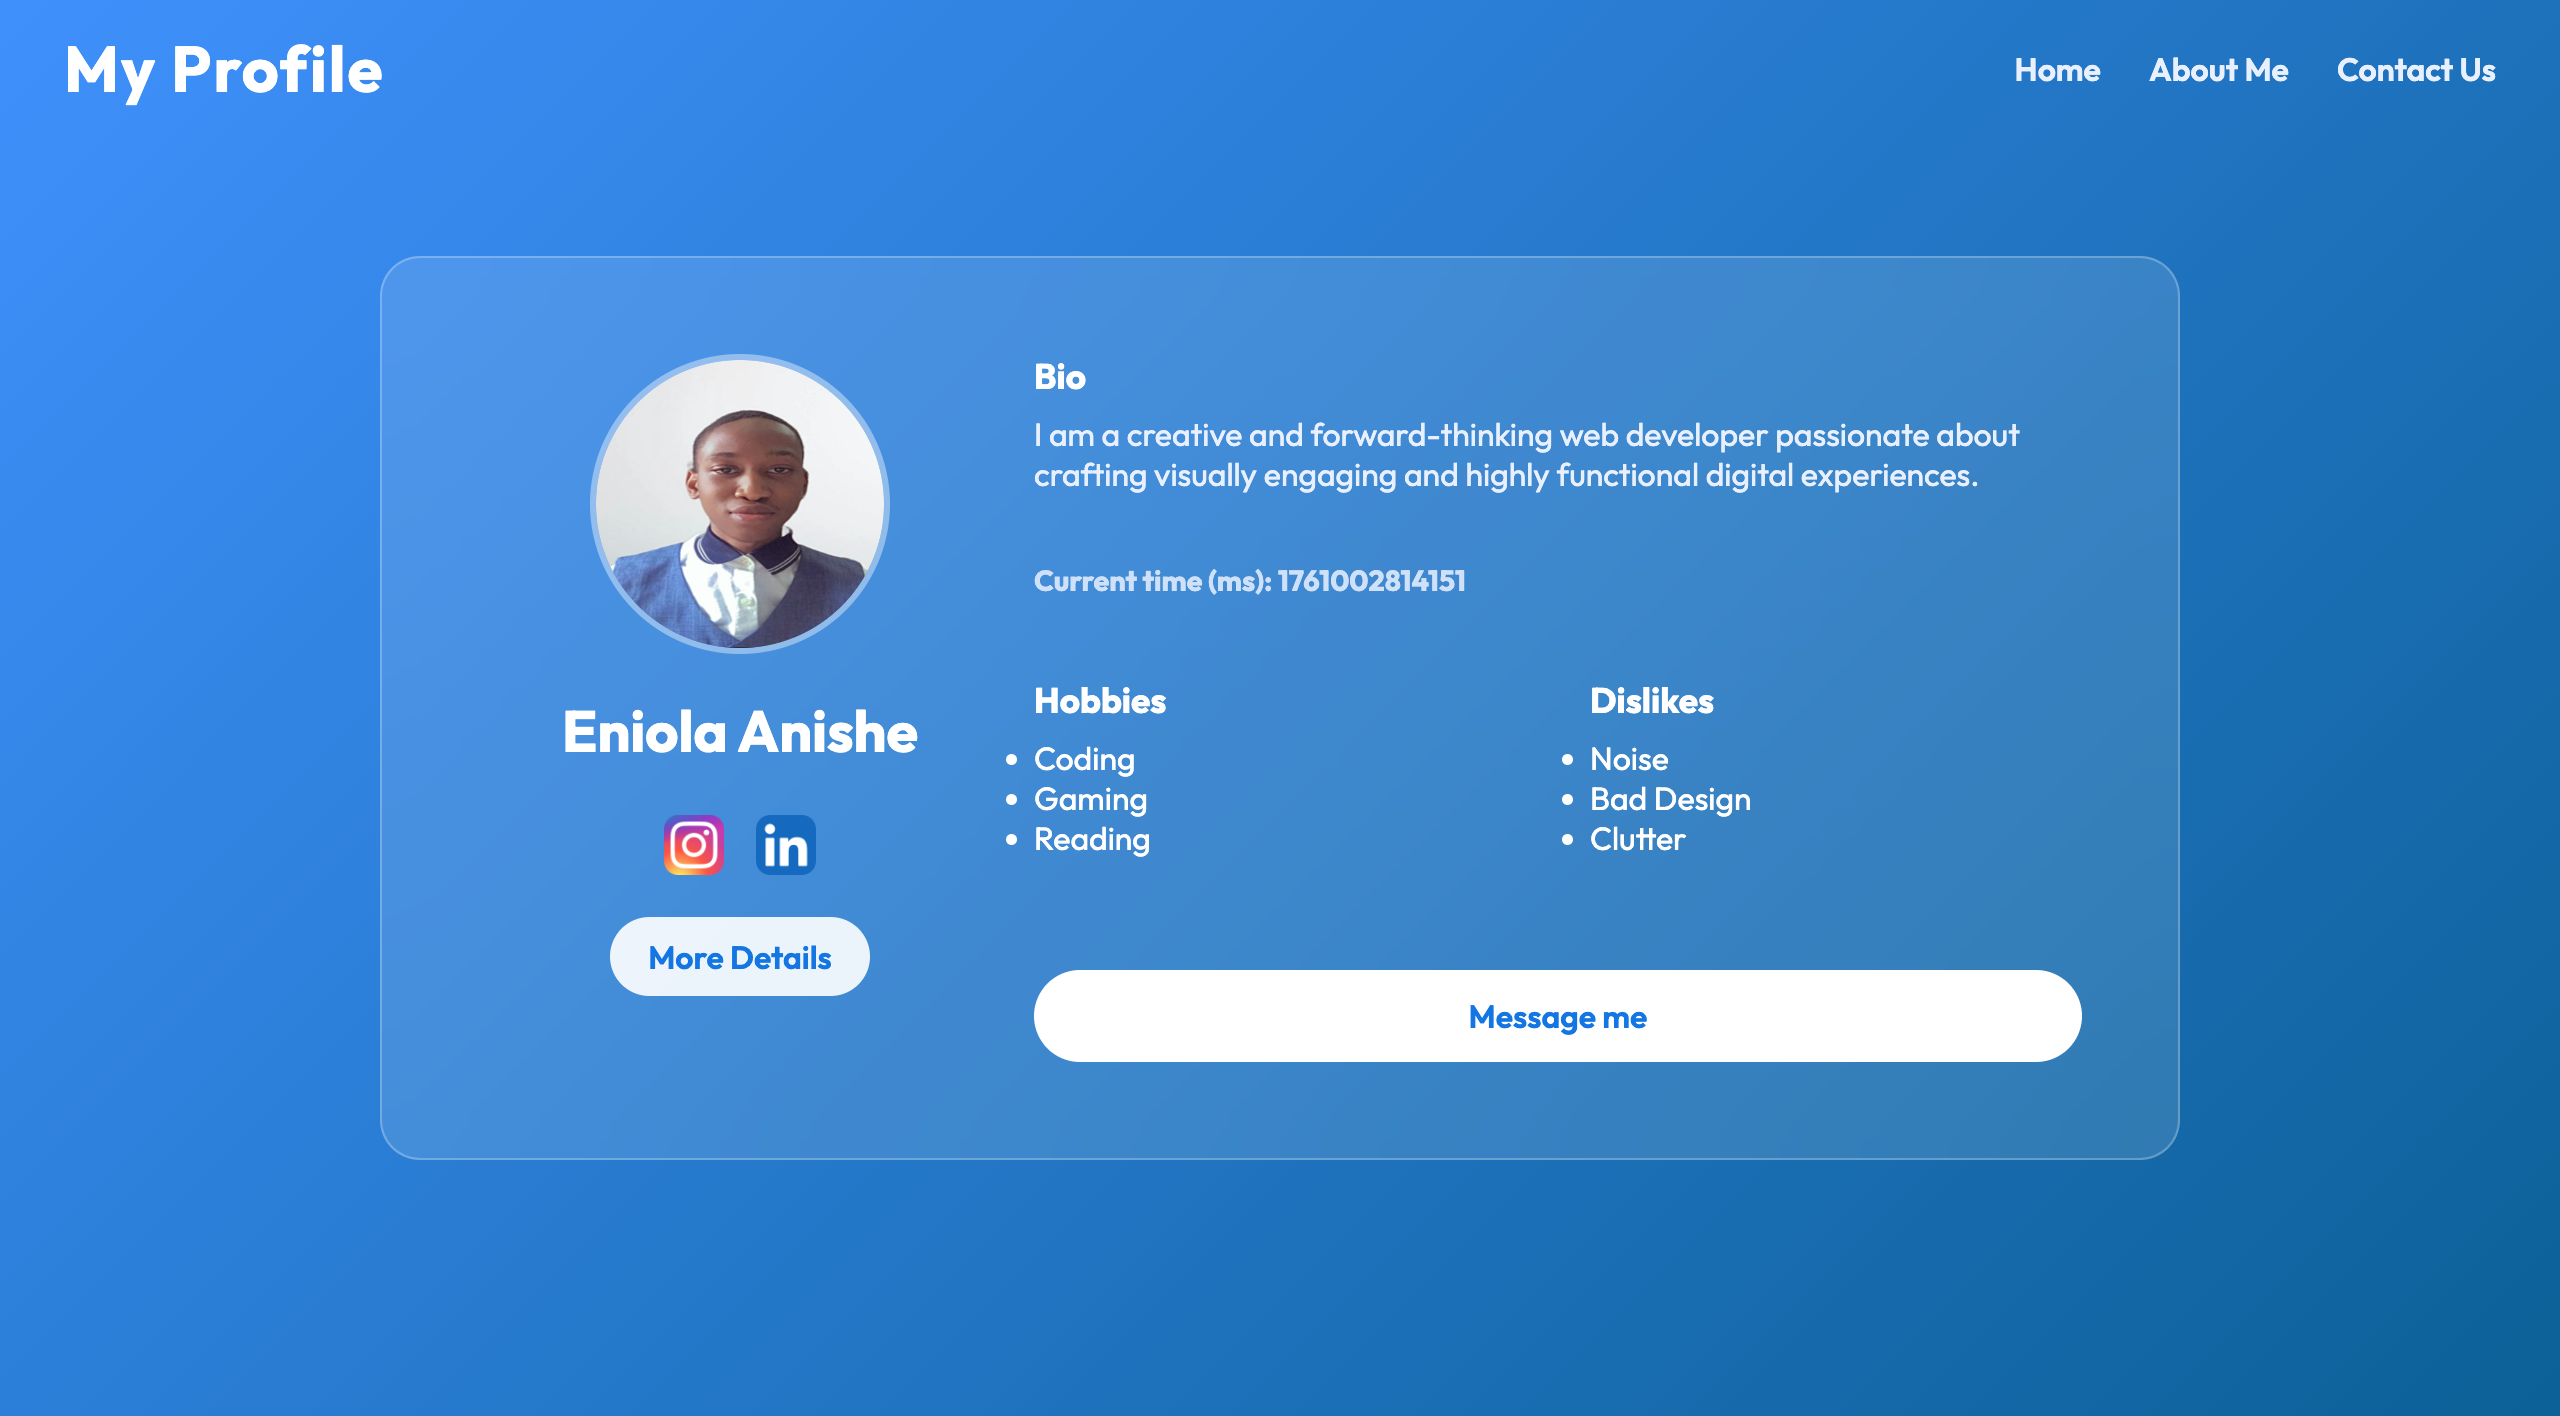 My Profile
Home
About Me
Contact Us
Eniola Anishe
in
More Details
Bio
I am a creative and forward-thinking web developer passionate about
crafting visually engaging and highly functional digital experiences.
Current time (ms): 1761002814151
Hobbies
Coding
Gaming
Reading
Dislikes
Noise
Bad Design
Clutter
Message me